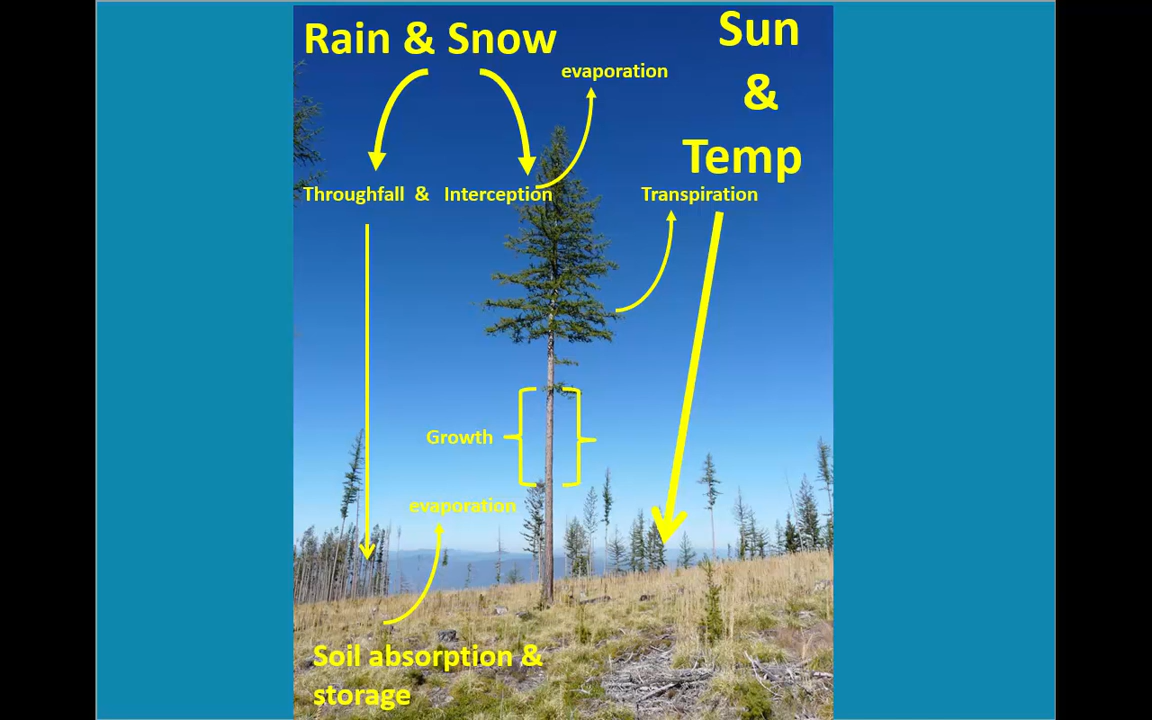 Rain & Snow
Sun
&
Temp
evaporation
Throughfall & Interception
Transpiration
Growth
evaporation
Soil absorption &
storage